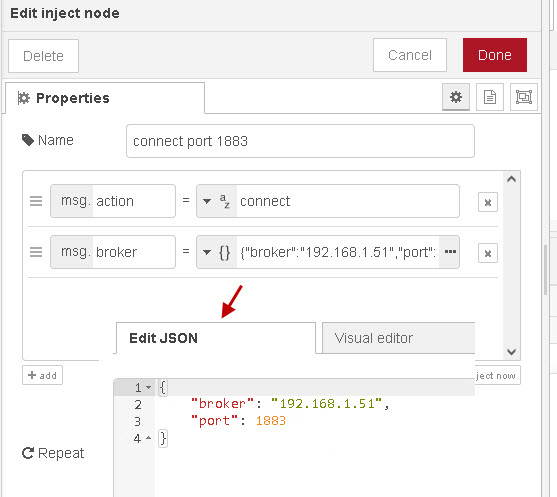 Edit inject node
Delete
Cancel
Done
Properties
Name
connect port 1883
msg. action = az connect x
msg. broker = {} {"broker":"192.168.1.51","port": ••• x
Edit JSON
Visual editor
+ add
ject now
1 {
2 "broker": "192.168.1.51",
3 "port": 1883
4 }
Repeat